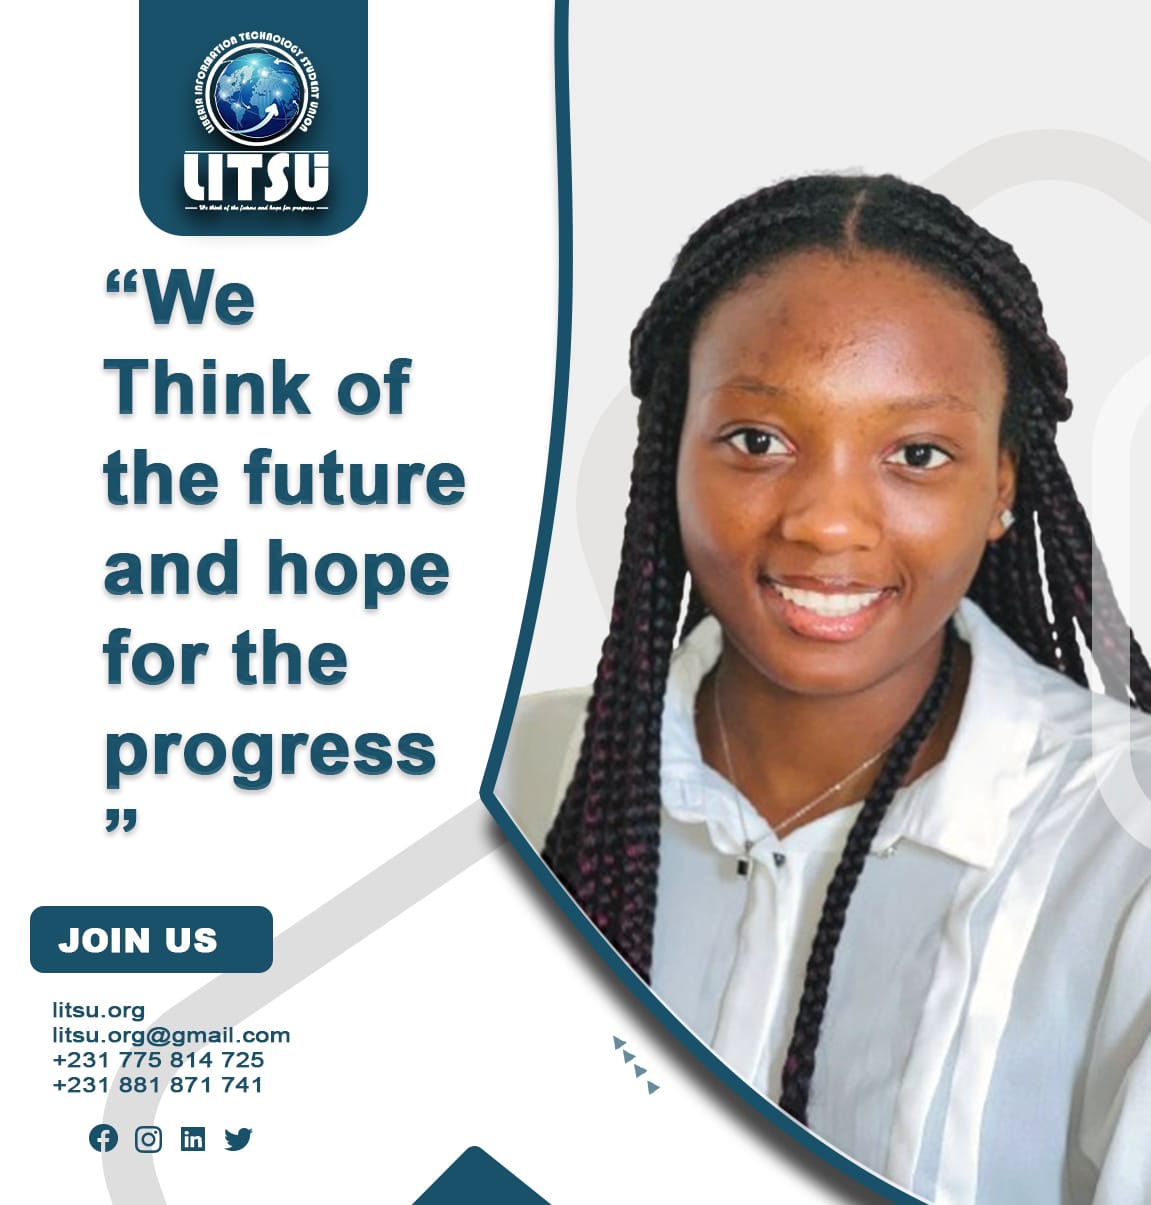 LIBERIA INFORMATION TECHNOLOGY STUDENT UNION
LITSU
We think of the future and hope for progress
“We
Think of
the future
and hope
for the
progress
”
JOIN US
litsu.org
litsu.org@gmail.com
+231 775 814 725
+231 881 871 741